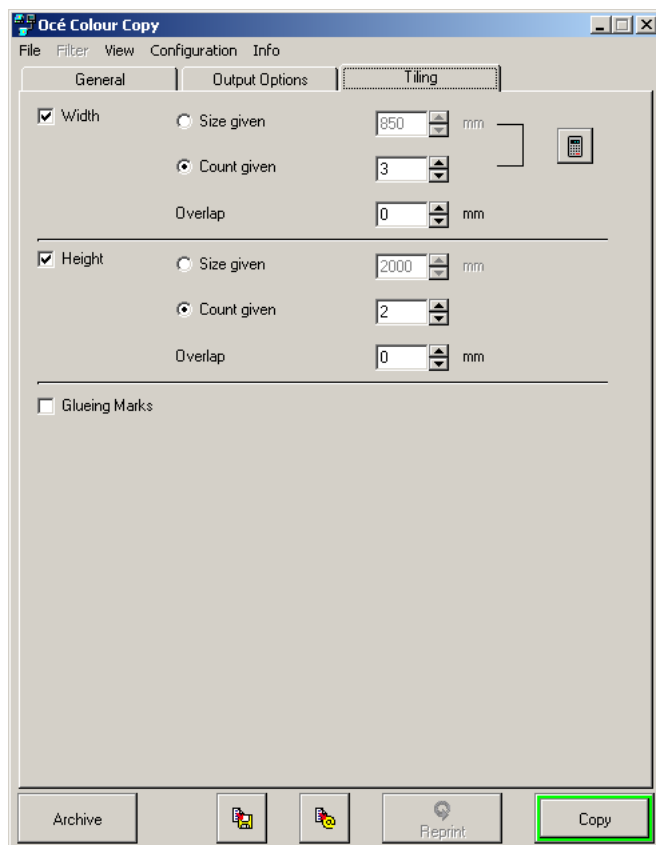 Océ Colour Copy
File Filter View Configuration Info
General Output Options Tiling
Width Size given 850 mm
Count given 3
Overlap 0 mm
Height Size given 2000 mm
Count given 2
Overlap 0 mm
Glueing Marks
Archive Reprint Copy